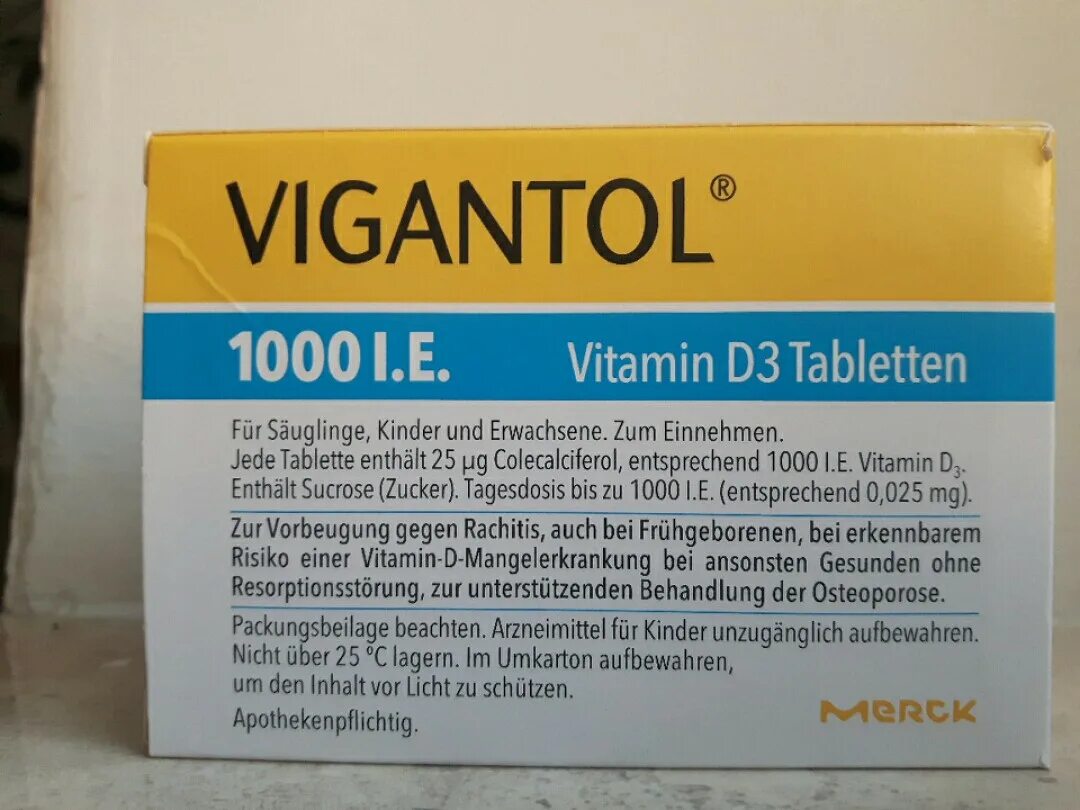 VIGANTOL®
1000 I.E. Vitamin D3 Tabletten
Für Säuglinge, Kinder und Erwachsene. Zum Einnehmen.
Jede Tablette enthält 25 µg Colecalciferol, entsprechend 1000 I.E. Vitamin D₃.
Enthält Sucrose (Zucker). Tagesdosis bis zu 1000 I.E. (entsprechend 0,025 mg).
Zur Vorbeugung gegen Rachitis, auch bei Frühgeborenen, bei erkennbarem
Risiko einer Vitamin-D-Mangelerkrankung bei ansonsten Gesunden ohne
Resorptionsstörung, zur unterstützenden Behandlung der Osteoporose.
Packungsbeilage beachten. Arzneimittel für Kinder unzugänglich aufbewahren.
Nicht über 25 °C lagern. Im Umkarton aufbewahren,
um den Inhalt vor Licht zu schützen.
Apothekenpflichtig.
MERCK